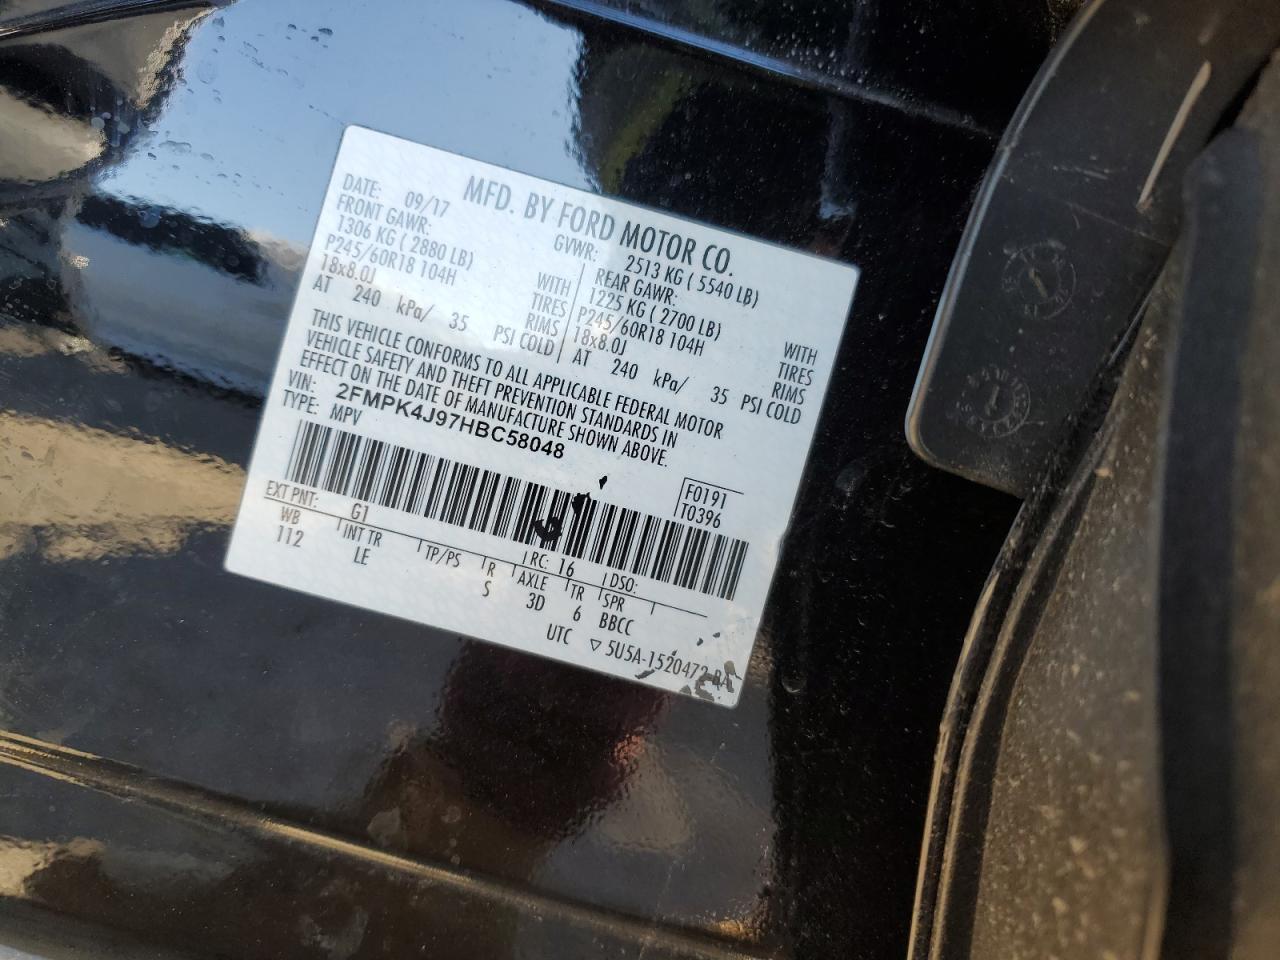 MFD. BY FORD MOTOR CO.
DATE: 09/17 GVWR: 2513 KG ( 5540 LB)
FRONT GAWR: REAR GAWR:
1306 KG ( 2880 LB) WITH 1225 KG ( 2700 LB) WITH
P245/60R18 104H TIRES P245/60R18 104H TIRES
18x8.0J RIMS 18x8.0J RIMS
AT 240 kPa/ 35 PSI COLD AT 240 kPa/ 35 PSI COLD
THIS VEHICLE CONFORMS TO ALL APPLICABLE FEDERAL MOTOR
VEHICLE SAFETY AND THEFT PREVENTION STANDARDS IN
EFFECT ON THE DATE OF MANUFACTURE SHOWN ABOVE.
VIN: 2FMPK4J97HBC58048
TYPE: MPV
F0191
T0396
EXT PNT: G1 RC: 16 DSO:
WB INT TR TP/PS R AXLE TR SPR
112 LE S 3D 6 BBCC
UTC ▽ 5U5A-1520472-BA